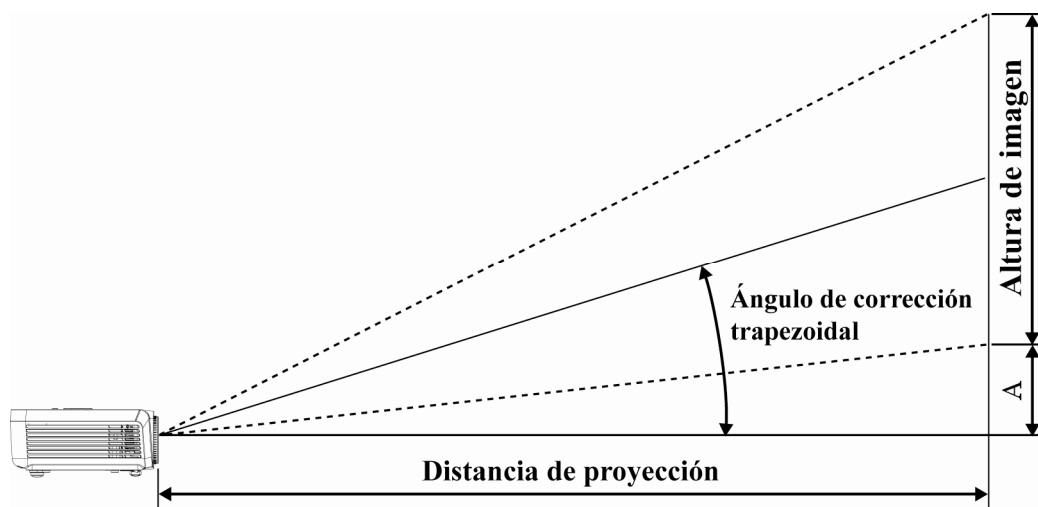 Altura de imagen
Ángulo de corrección
trapezoidal
A
Distancia de proyección